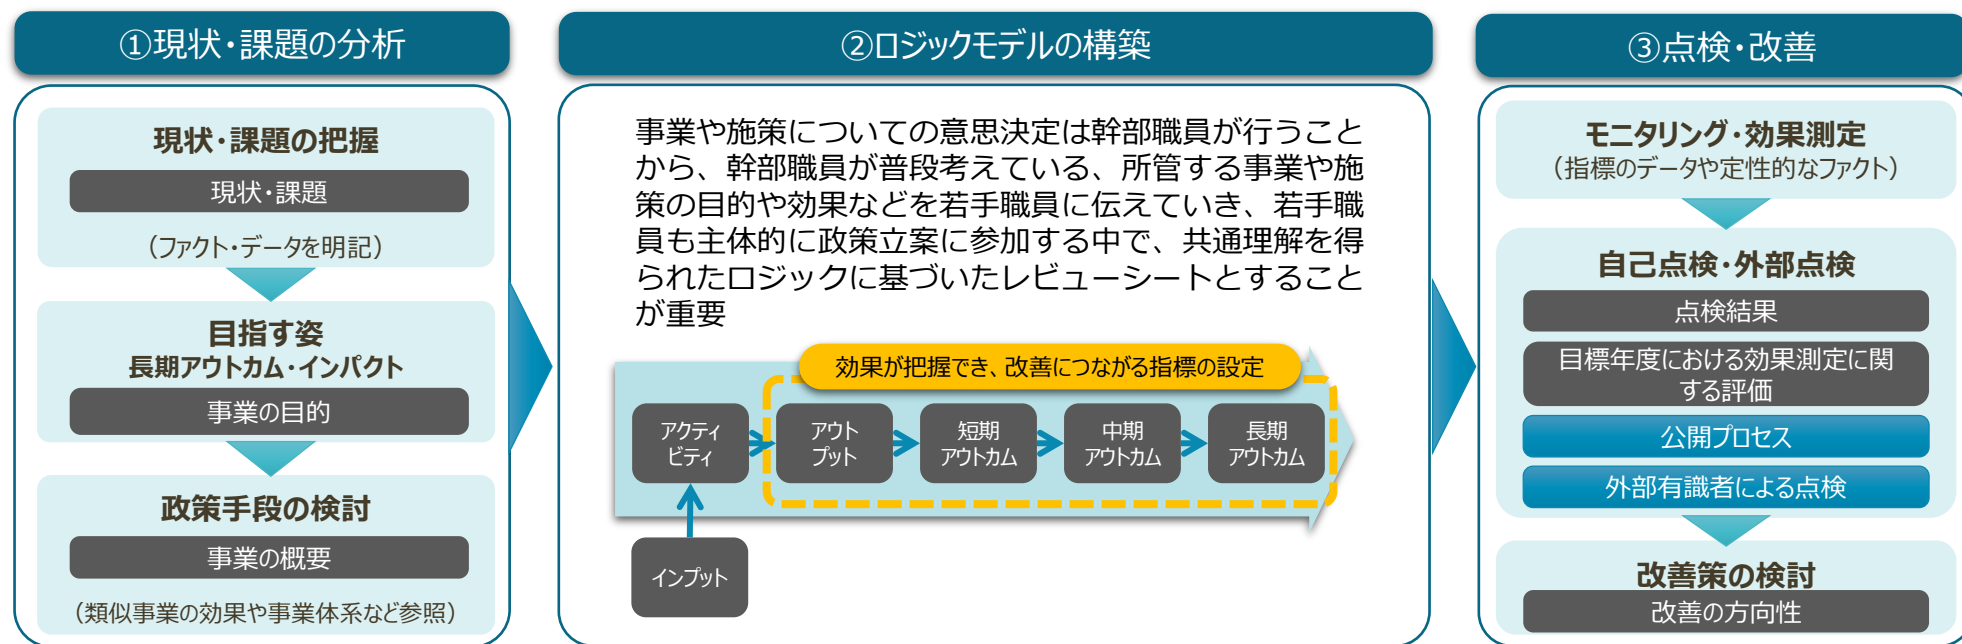 ①現状・課題の分析
現状・課題の把握
現状・課題
（ファクト・データを明記）
目指す姿
長期アウトカム・インパクト
事業の目的
政策手段の検討
事業の概要
（類似事業の効果や事業体系など参照）
②ロジックモデルの構築
事業や施策についての意思決定は幹部職員が行うこと
から、幹部職員が普段考えている、所管する事業や施
策の目的や効果などを若手職員に伝えていき、若手職
員も主体的に政策立案に参加する中で、共通理解を得
られたロジックに基づいたレビューシートとすること
が重要
効果が把握でき、改善につながる指標の設定
アクティ
ビティ
アウト
プット
短期
アウトカム
中期
アウトカム
長期
アウトカム
インプット
③点検・改善
モニタリング・効果測定
（指標のデータや定性的なファクト）
自己点検・外部点検
点検結果
目標年度における効果測定に関
する評価
公開プロセス
外部有識者による点検
改善策の検討
改善の方向性